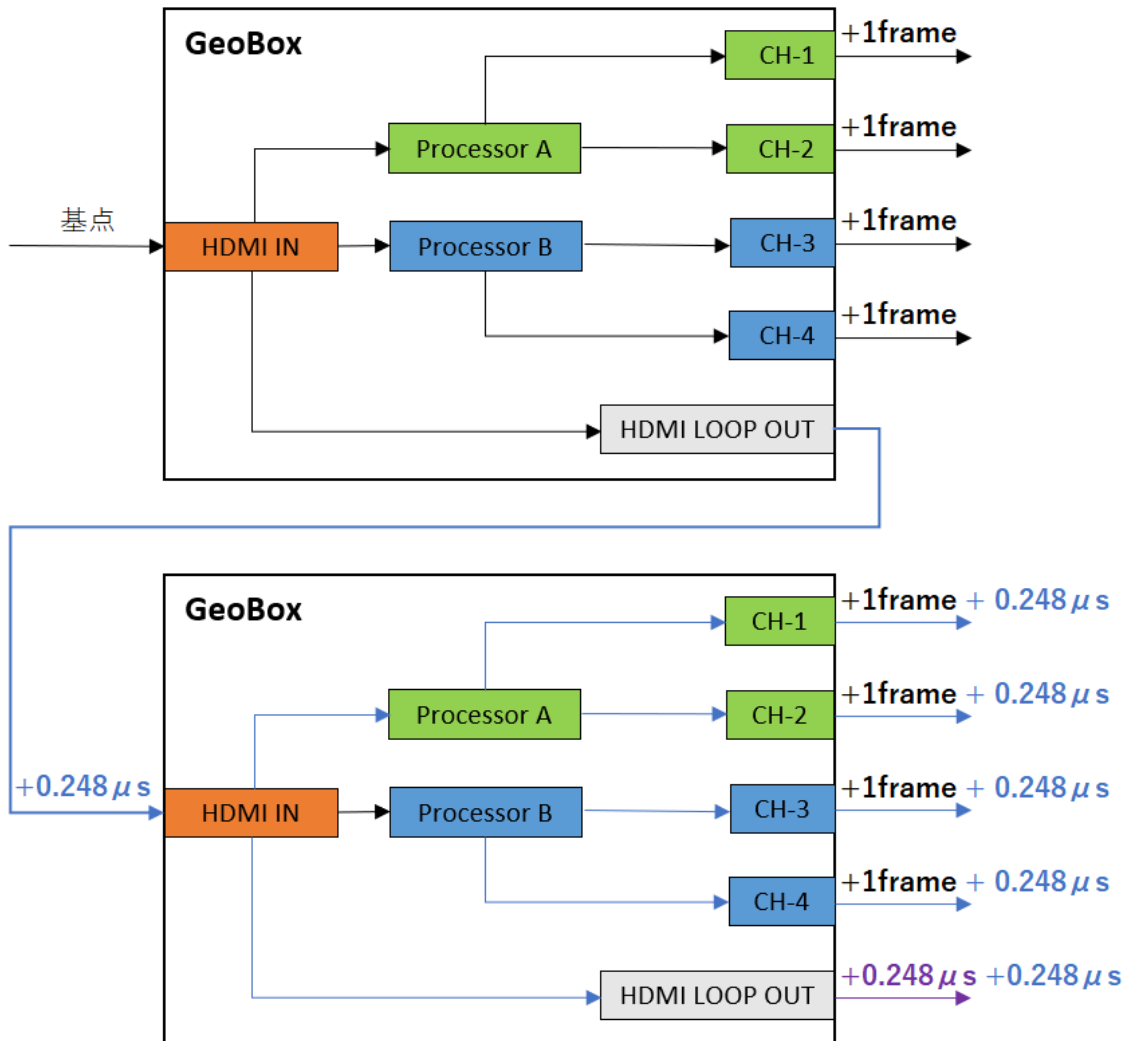 GeoBox
CH-1
+1frame
Processor A
CH-2
+1frame
基点
HDMI IN
Processor B
CH-3
+1frame
CH-4
+1frame
HDMI LOOP OUT
GeoBox
CH-1
+1frame + 0.248μs
Processor A
CH-2
+1frame + 0.248μs
+0.248μs
HDMI IN
Processor B
CH-3
+1frame + 0.248μs
CH-4
+1frame + 0.248μs
HDMI LOOP OUT
+0.248μs +0.248μs